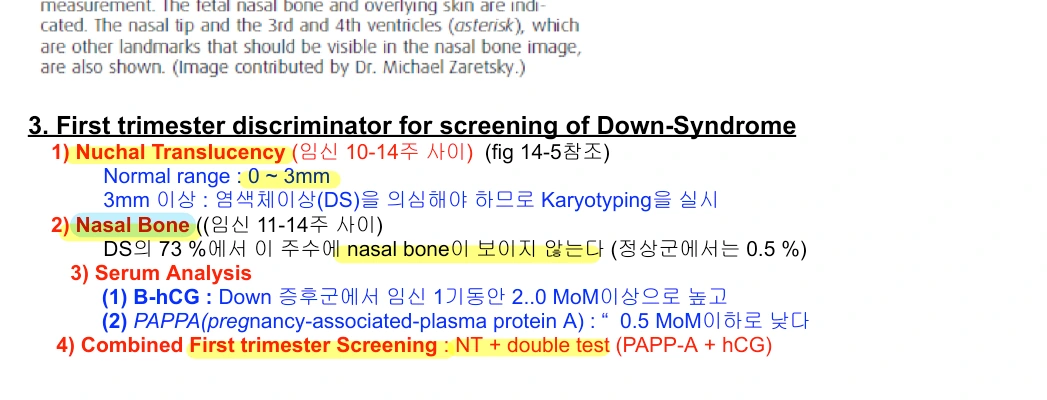 measurement. The fetal nasal bone and overlying skin are indi-
cated. The nasal tip and the 3rd and 4th ventricles (asterisk), which
are other landmarks that should be visible in the nasal bone image,
are also shown. (Image contributed by Dr. Michael Zaretsky.)
3. First trimester discriminator for screening of Down-Syndrome
1) Nuchal Translucency (임신 10-14주 사이) (fig 14-5참조)
Normal range : 0 ~ 3mm
3mm 이상 : 염색체이상(DS)을 의심해야 하므로 Karyotyping을 실시
2) Nasal Bone ((임신 11-14주 사이)
DS의 73 %에서 이 주수에 nasal bone이 보이지 않는다 (정상군에서는 0.5 %)
3) Serum Analysis
(1) B-hCG : Down 증후군에서 임신 1기동안 2..0 MoM이상으로 높고
(2) PAPPA(pregnancy-associated-plasma protein A) : “ 0.5 MoM이하로 낮다
4) Combined First trimester Screening : NT + double test (PAPP-A + hCG)